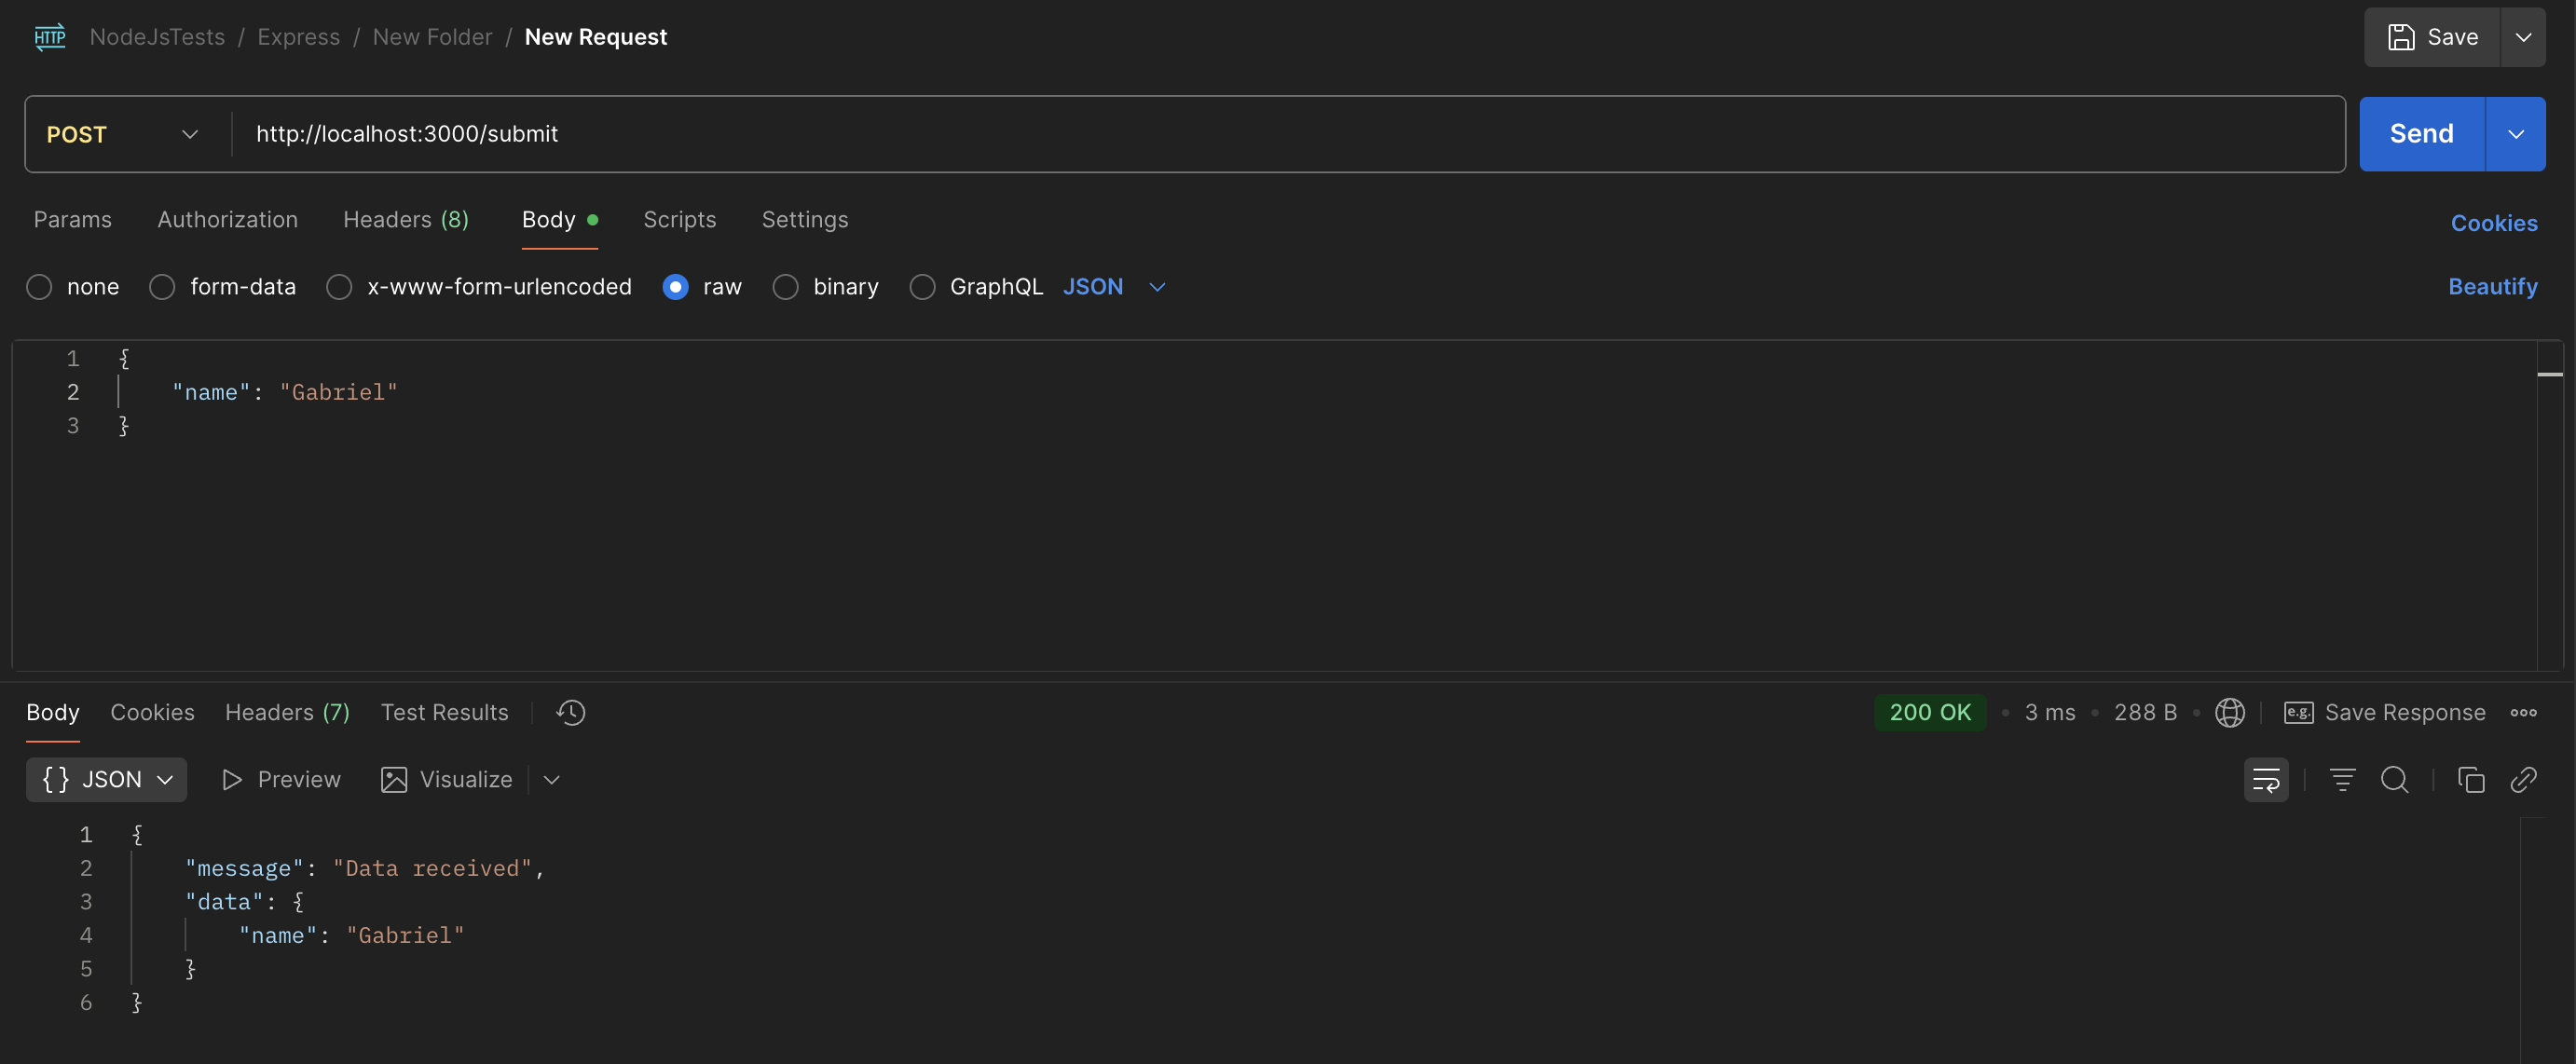 HTTP NodeJsTests / Express / New Folder / New Request Save
POST http://localhost:3000/submit Send
Params Authorization Headers (8) Body Scripts Settings Cookies
none form-data x-www-form-urlencoded raw binary GraphQL JSON Beautify
1 {
2 "name": "Gabriel"
3 }
Body Cookies Headers (7) Test Results 200 OK • 3 ms • 288 B • e.g. Save Response
{} JSON Preview Visualize
1 {
2 "message": "Data received",
3 "data": {
4 "name": "Gabriel"
5 }
6 }